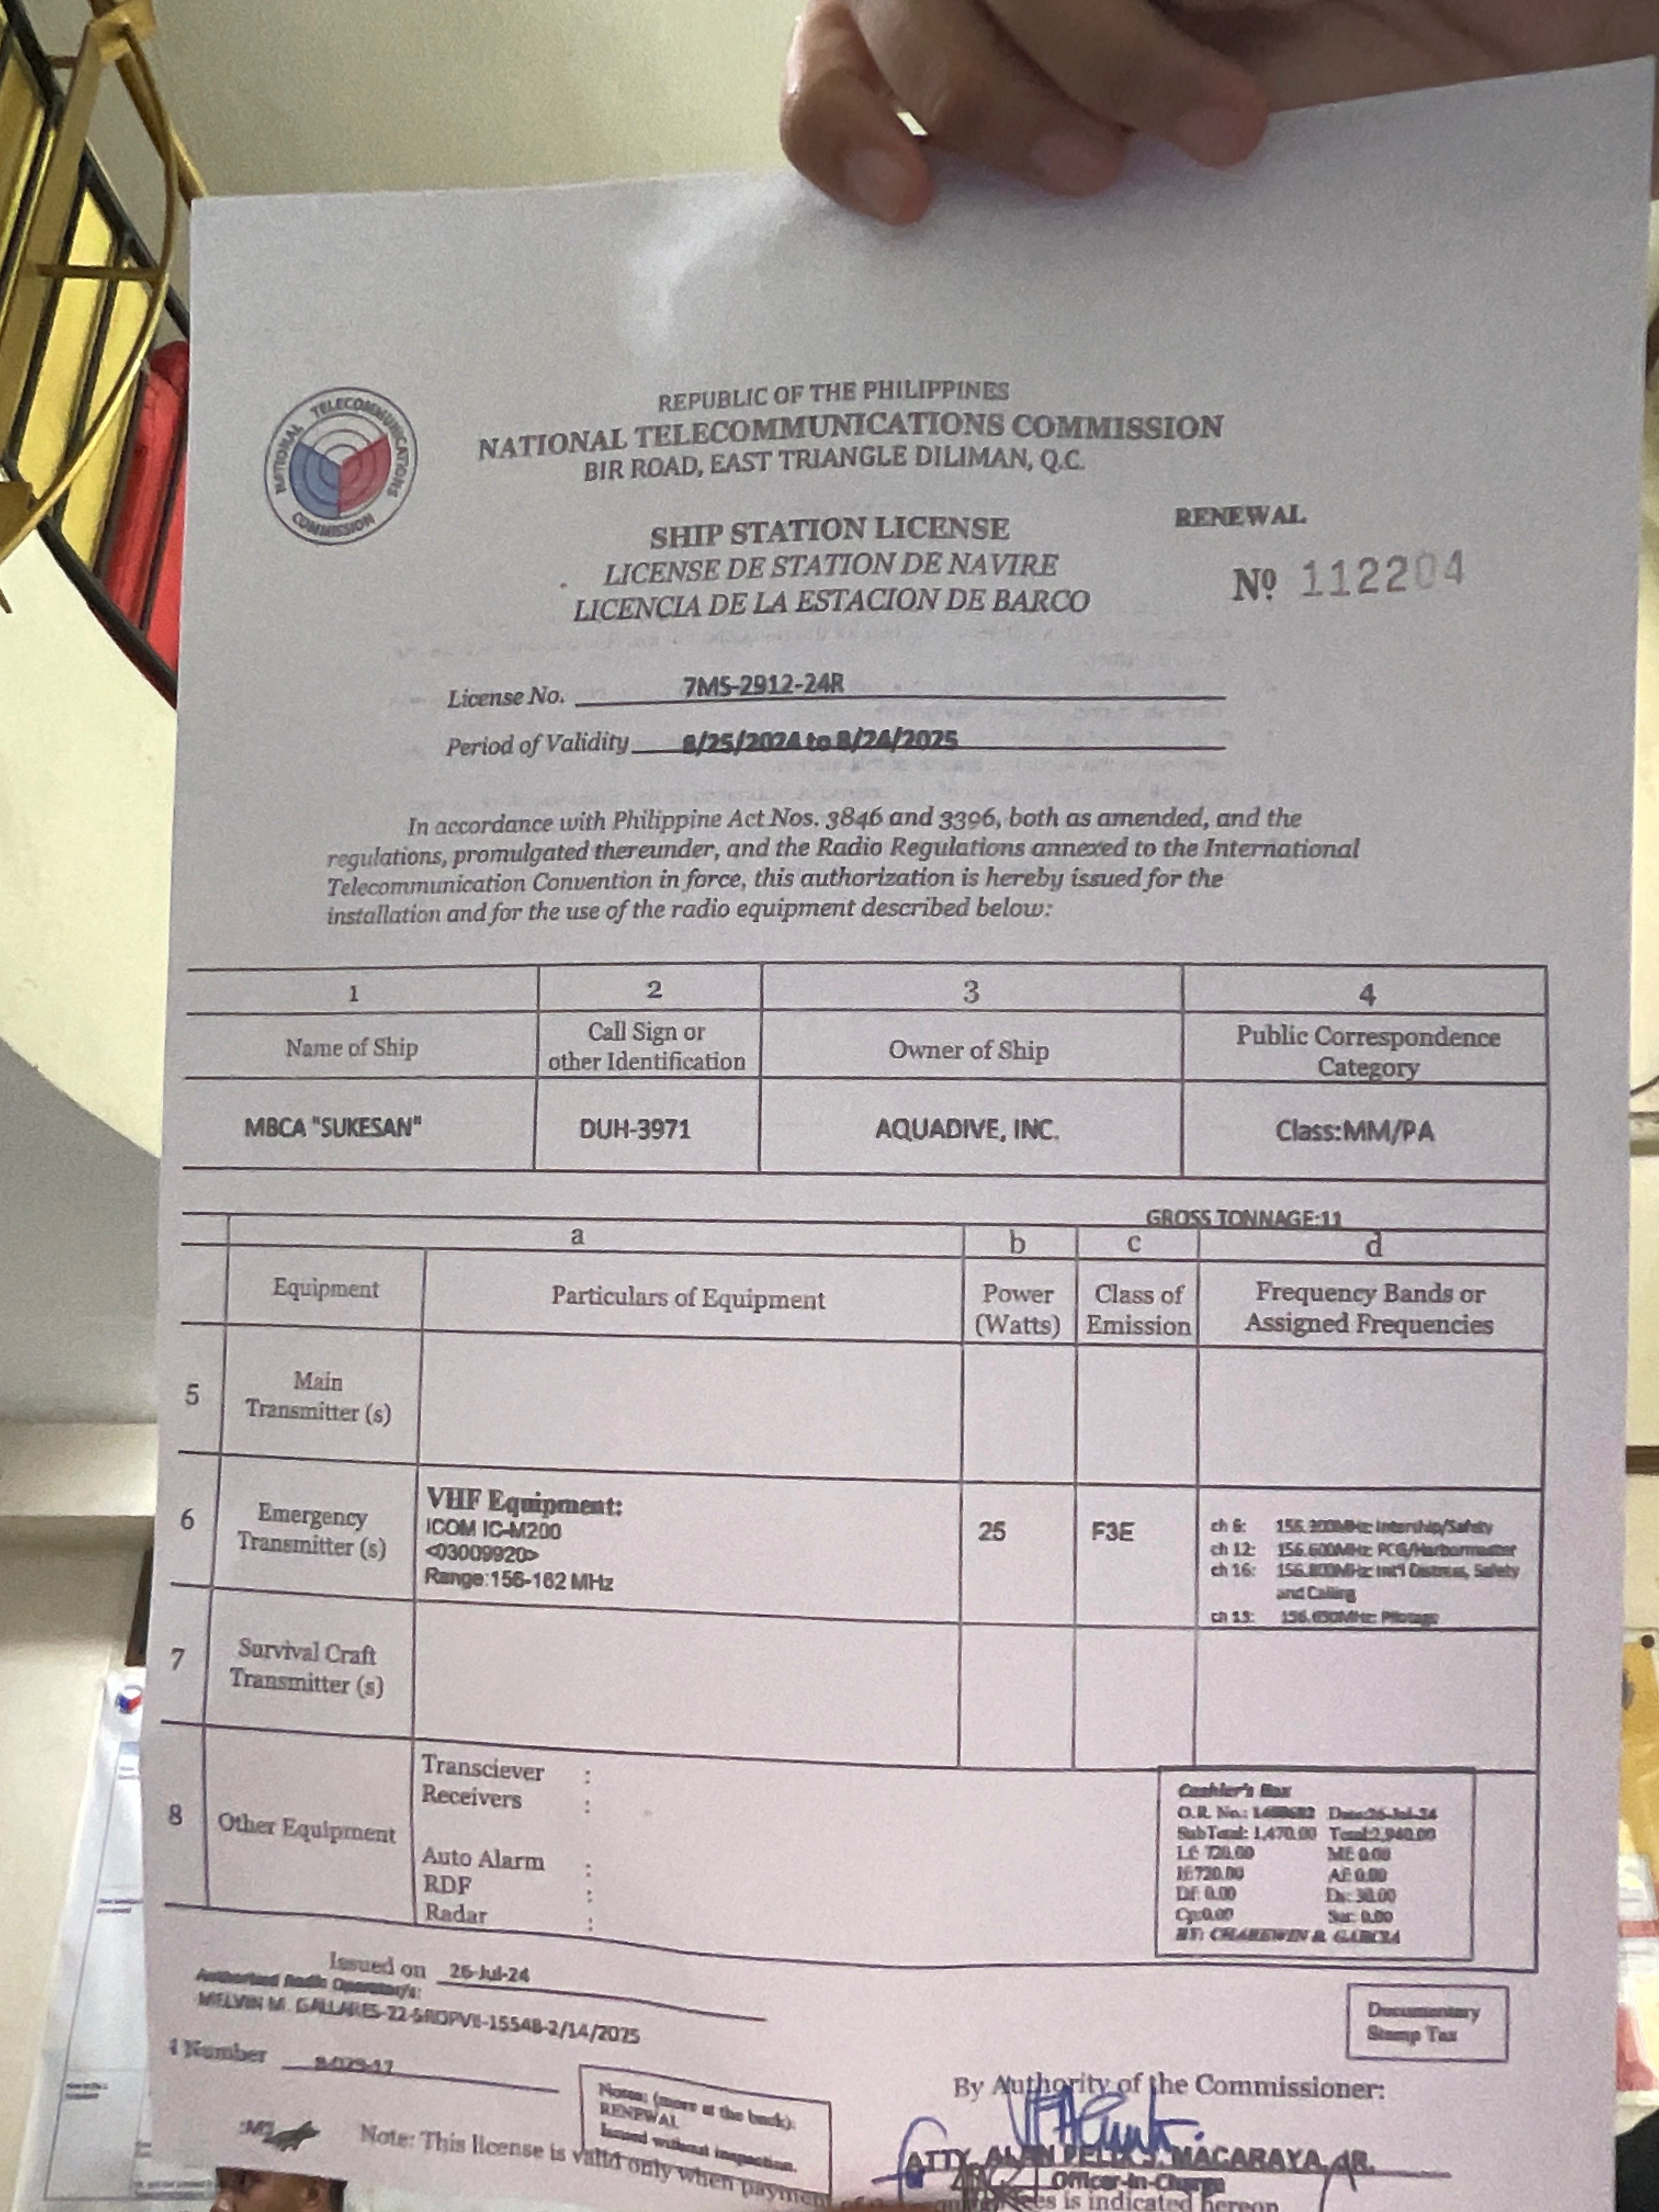 NATIONAL TELECOMMUNICATIONS COMMISSION
REPUBLIC OF THE PHILIPPINES
NATIONAL TELECOMMUNICATIONS COMMISSION
BIR ROAD, EAST TRIANGLE DILIMAN, Q.C.
RENEWAL
SHIP STATION LICENSE
LICENSE DE STATION DE NAVIRE
LICENCIA DE LA ESTACION DE BARCO
Nº 112204
License No. 7MS-2912-24R
Period of Validity 8/25/2024 to 8/24/2025
In accordance with Philippine Act Nos. 3846 and 3396, both as amended, and the
regulations, promulgated thereunder, and the Radio Regulations annexed to the International
Telecommunication Convention in force, this authorization is hereby issued for the
installation and for the use of the radio equipment described below:
1 2 3 4
Name of Ship
Call Sign or
other Identification
Owner of Ship
Public Correspondence
Category
MBCA "SUKESAN" DUH-3971 AQUADIVE, INC. Class:MM/PA
GROSS TONNAGE:11
a b c d
Equipment
Particulars of Equipment
Power
(Watts)
Class of
Emission
Frequency Bands or
Assigned Frequencies
5 Main
Transmitter (s)
6 Emergency
Transmitter (s)
VHF Equipment:
ICOM IC-M200
<03009920>
Range:156-162 MHz
25
F3E
ch 6: 156.300MHz: Intership/Safety
ch 12: 156.600MHz: PCG/Harbormaster
ch 16: 156.800MHz: Int'l Distress, Safety
and Calling
ch 13: 156.650MHz: Pilotage
7 Survival Craft
Transmitter (s)
8 Other Equipment
Transciever :
Receivers :
Auto Alarm :
RDF :
Radar :
Cashier's Box
O.R. No.: Date:26-Jul-24
SubTotal: 1,470.00 Total:2,940.00
LF: 720.00 MF: 0.00
IF:720.00 AF: 0.00
DF: 0.00 Ds: 30.00
Cp:0.00 Sur: 0.00
BY: CHAREWIN B. GARCIA
Issued on 26-Jul-24
Authorized Radio Operator/s:
MELVIN M. GALLARES-22-SROPVII-15548-2/14/2025
Number
Documentary
Stamp Tax
Notes: (more at the back):
RENEWAL
Issued without inspection.
By Authority of the Commissioner:
ATTY. ALAN FELIX J. MACARAYA, JR.
Officer-In-Charge
Note: This license is valid only when payment of fees is indicated hereon